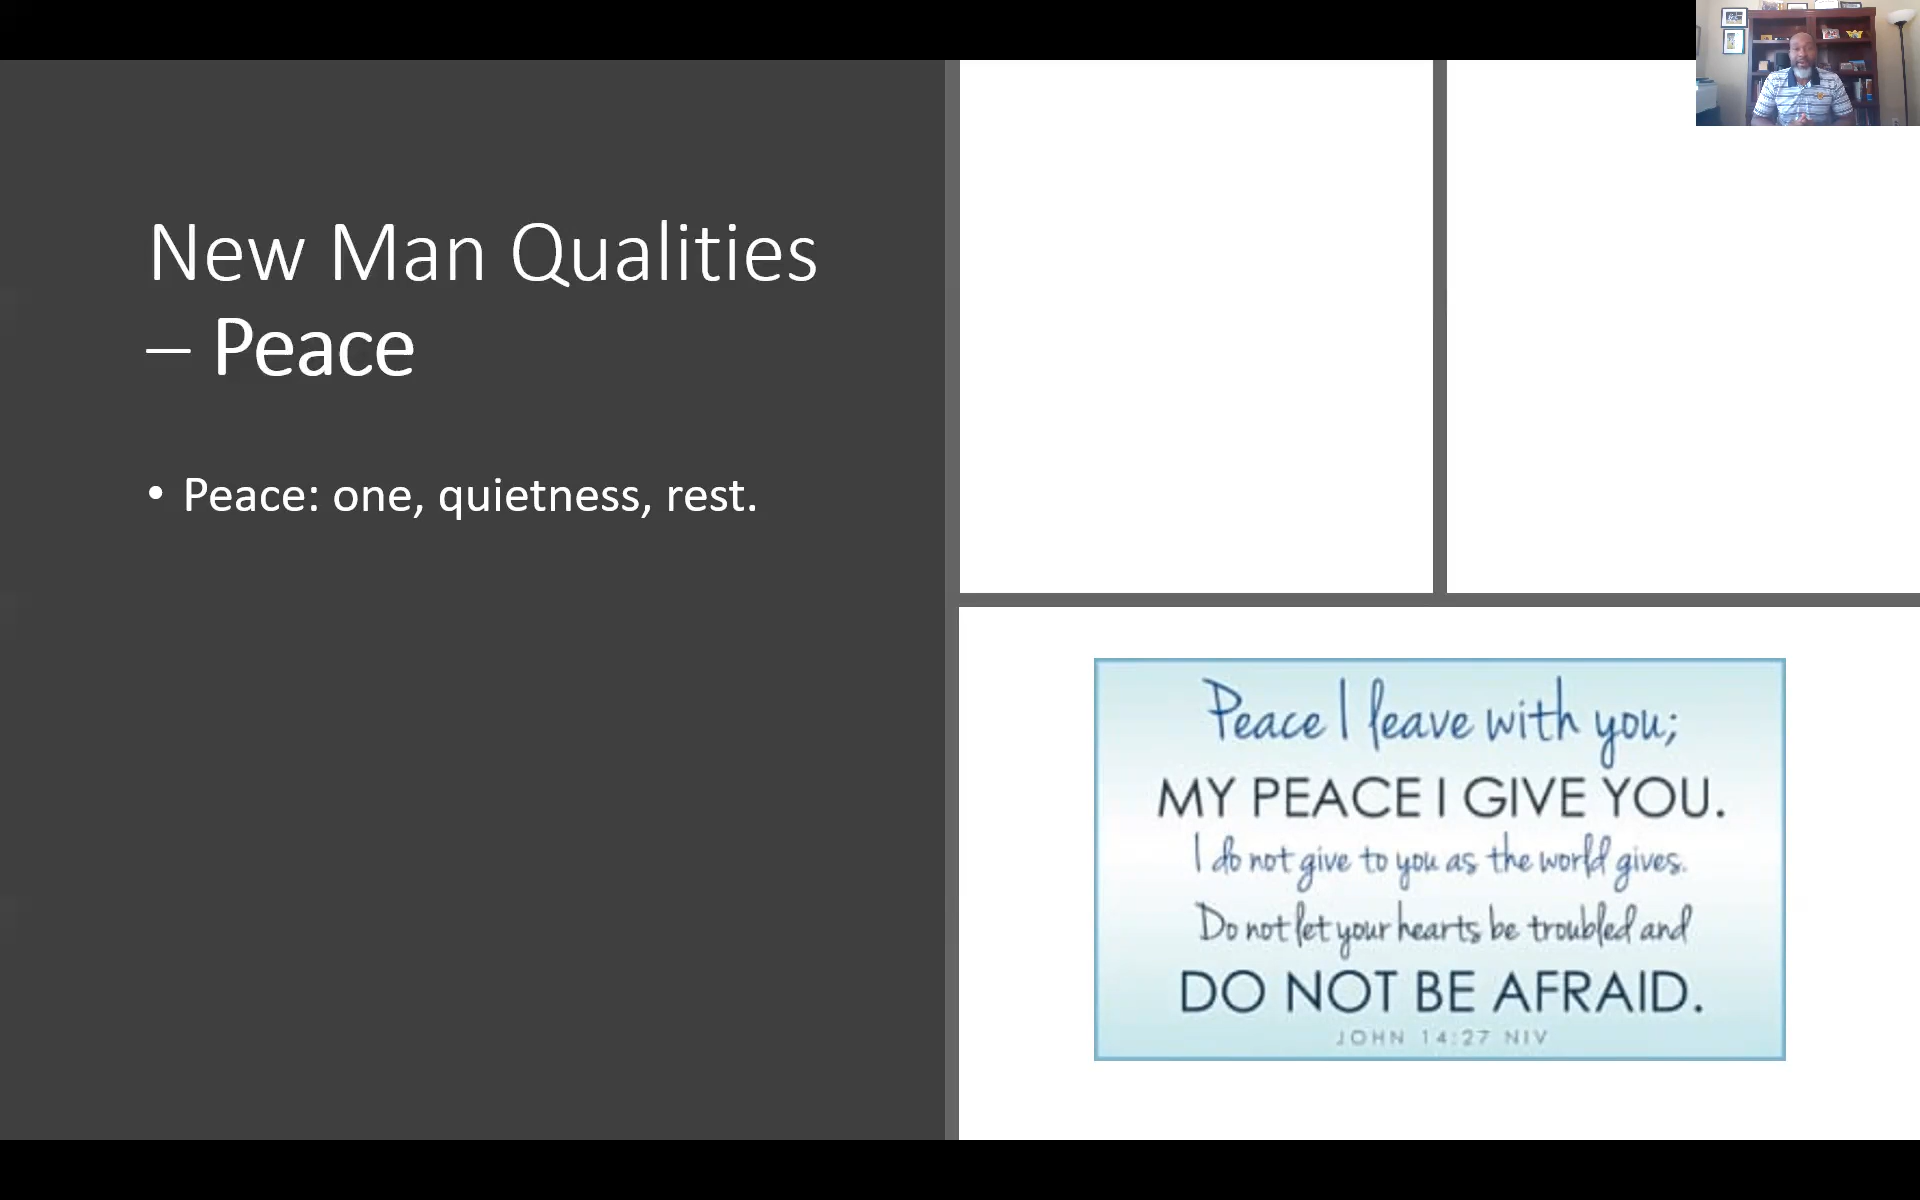 New Man Qualities
– Peace
• Peace: one, quietness, rest.
Peace I leave with you;
MY PEACE I GIVE YOU.
I do not give to you as the world gives.
Do not let your hearts be troubled and
DO NOT BE AFRAID.
JOHN 14:27 NIV